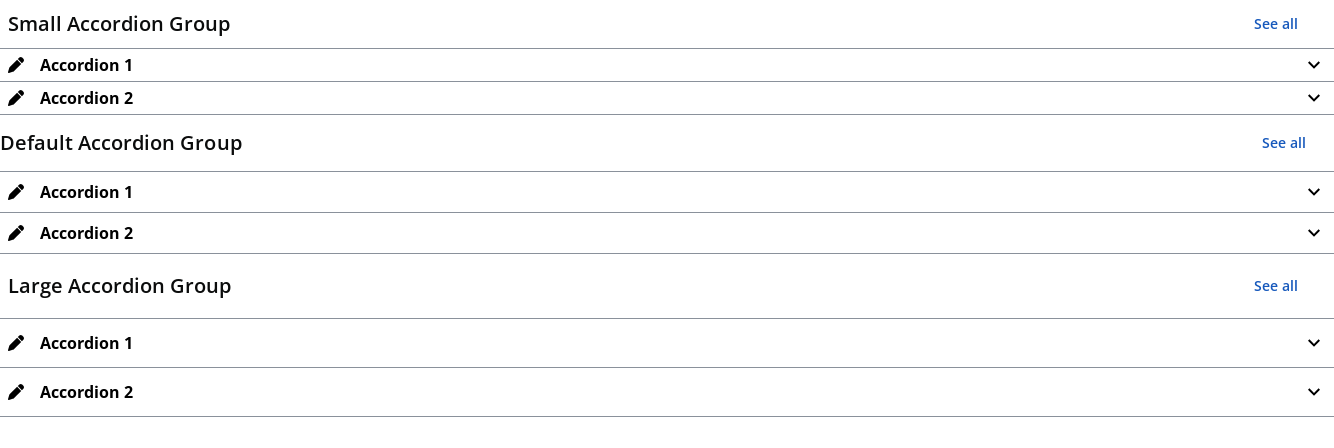 Small Accordion Group See all
Accordion 1
Accordion 2
Default Accordion Group See all
Accordion 1
Accordion 2
Large Accordion Group See all
Accordion 1
Accordion 2